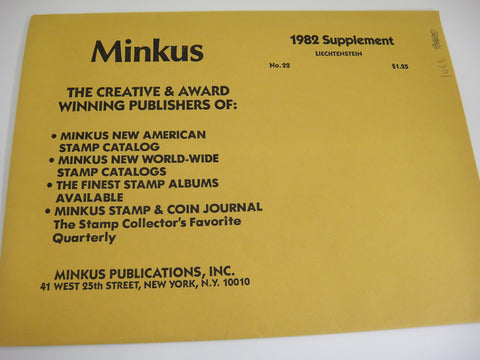 Minkus
1982 Supplement
LIECHTENSTEIN
No. 22 $1.25
THE CREATIVE & AWARD
WINNING PUBLISHERS OF:
• MINKUS NEW AMERICAN
STAMP CATALOG
• MINKUS NEW WORLD-WIDE
STAMP CATALOGS
• THE FINEST STAMP ALBUMS
AVAILABLE
• MINKUS STAMP & COIN JOURNAL
The Stamp Collector's Favorite
Quarterly
MINKUS PUBLICATIONS, INC.
41 WEST 25th STREET, NEW YORK, N.Y. 10010